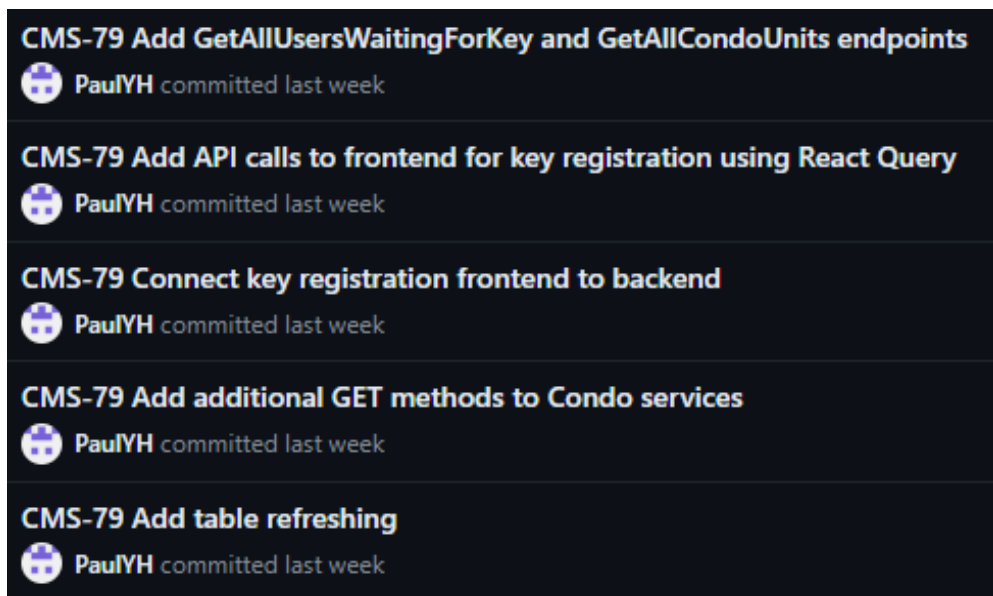 CMS-79 Add GetAllUsersWaitingForKey and GetAllCondoUnits endpoints
PaulYH committed last week
CMS-79 Add API calls to frontend for key registration using React Query
PaulYH committed last week
CMS-79 Connect key registration frontend to backend
PaulYH committed last week
CMS-79 Add additional GET methods to Condo services
PaulYH committed last week
CMS-79 Add table refreshing
PaulYH committed last week